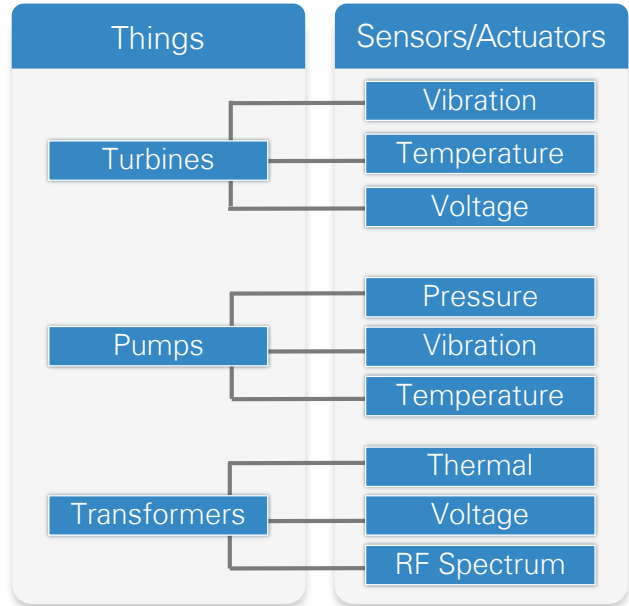 Things
Sensors/Actuators
Turbines
Vibration
Temperature
Voltage
Pumps
Pressure
Vibration
Temperature
Transformers
Thermal
Voltage
RF Spectrum